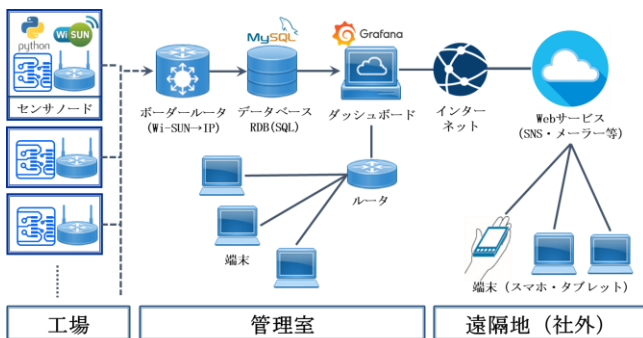 python
Wi SUN
センサノード
MySQL
Grafana
ボーダールータ
(Wi-SUN→IP)
データベース
RDB(SQL)
ダッシュボード
インター
ネット
Webサービス
(SNS・メーラー等)
ルータ
端末
端末（スマホ・タブレット）
工場
管理室
遠隔地（社外）